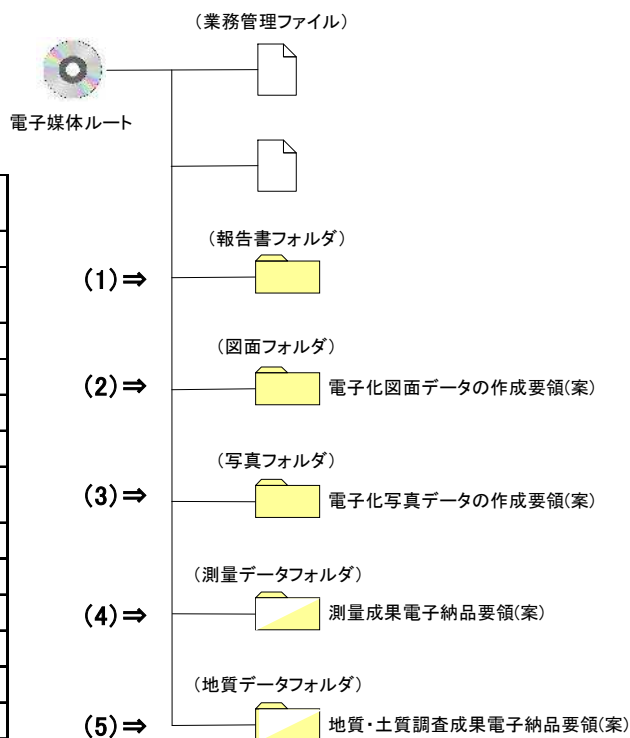 (業務管理ファイル)
電子媒体ルート
(報告書フォルダ)
(1)⇒
(図面フォルダ)
(2)⇒ 電子化図面データの作成要領(案)
(写真フォルダ)
(3)⇒ 電子化写真データの作成要領(案)
(測量データフォルダ)
(4)⇒ 測量成果電子納品要領(案)
(地質データフォルダ)
(5)⇒ 地質・土質調査成果電子納品要領(案)